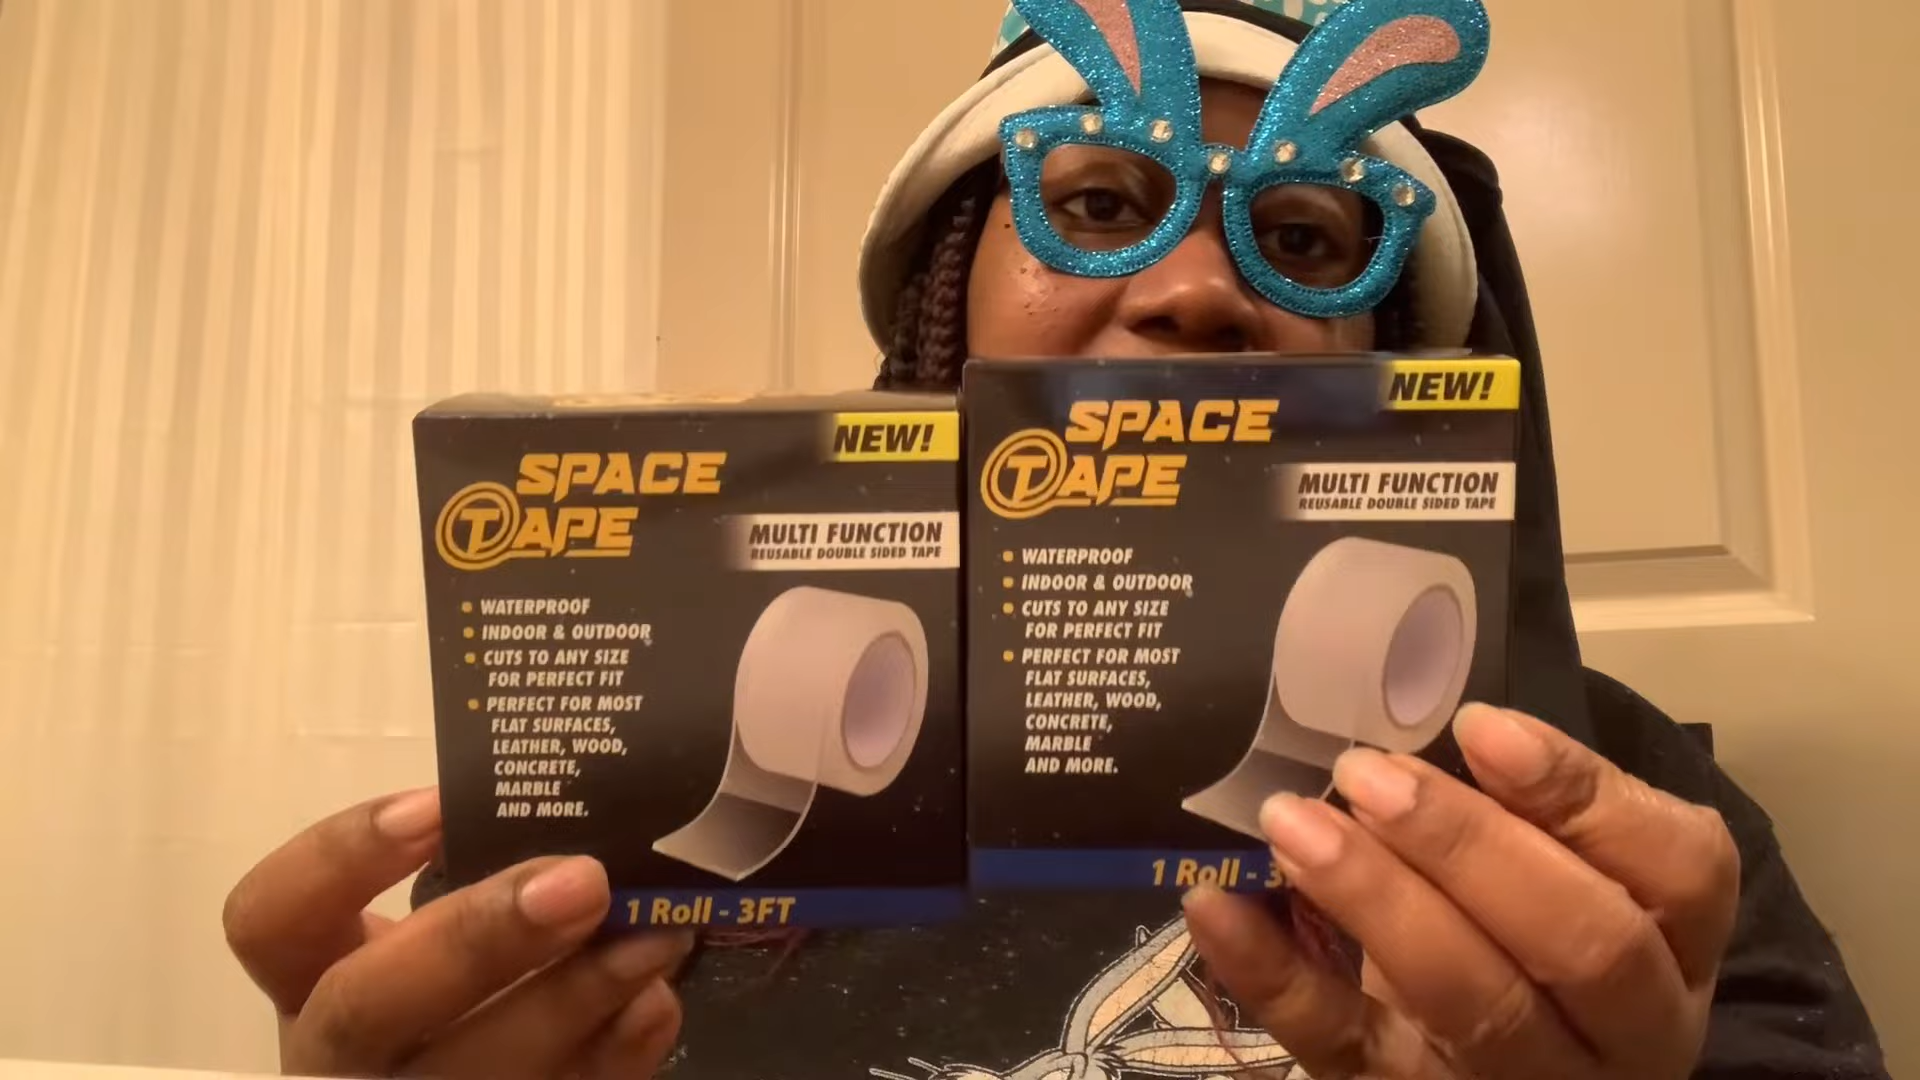 NEW!
SPACE
TAPE
MULTI FUNCTION
REUSABLE DOUBLE SIDED TAPE
• WATERPROOF
• INDOOR & OUTDOOR
• CUTS TO ANY SIZE
FOR PERFECT FIT
• PERFECT FOR MOST
FLAT SURFACES,
LEATHER, WOOD,
CONCRETE,
MARBLE
AND MORE.
1 Roll - 3FT
NEW!
SPACE
TAPE
MULTI FUNCTION
REUSABLE DOUBLE SIDED TAPE
• WATERPROOF
• INDOOR & OUTDOOR
• CUTS TO ANY SIZE
FOR PERFECT FIT
• PERFECT FOR MOST
FLAT SURFACES,
LEATHER, WOOD,
CONCRETE,
MARBLE
AND MORE.
1 Roll - 3